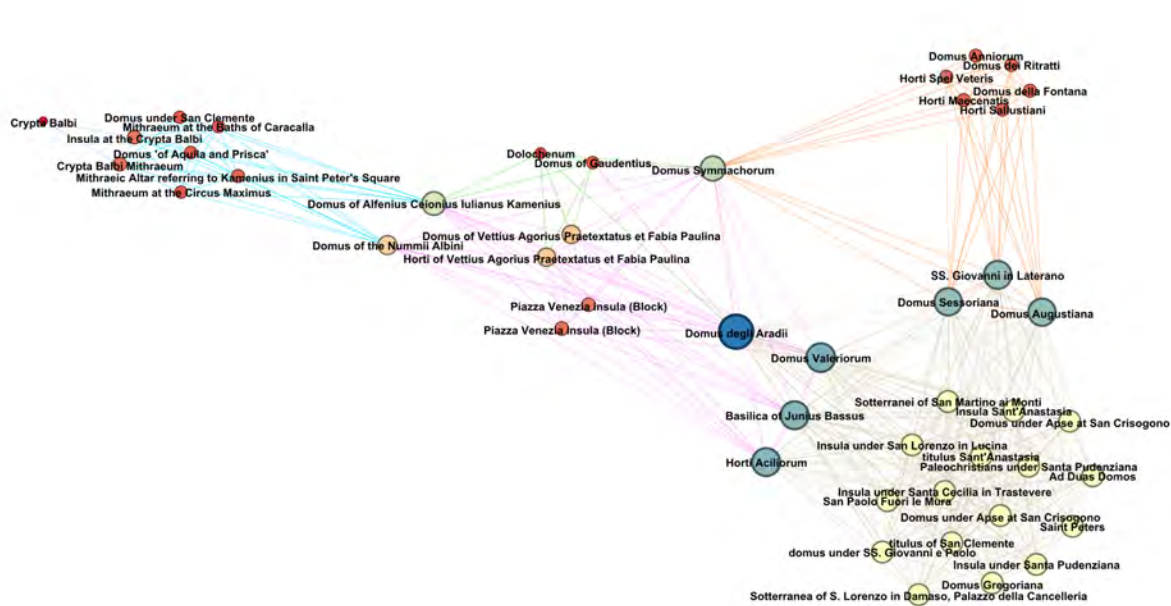 Domus Anniorum
Domus dei Ritratti
Horti Spei Veteris
Domus della Fontana
Horti Maecenatis
Horti Sallustiani
Crypta Balbi
Domus under San Clemente
Mithraeum at the Baths of Caracalla
Insula at the Crypta Balbi
Domus 'of Aquila and Prisca'
Crypta Balbi Mithraeum
Mithraeic Altar referring to Kamenius in Saint Peter's Square
Mithraeum at the Circus Maximus
Dolochenum
Domus of Gaudentius
Domus Symmachorum
Domus of Alfenius Ceionius Iulianus Kamenius
Domus of Vettius Agorius Praetextatus et Fabia Paulina
Domus of the Nummii Albini
Horti of Vettius Agorius Praetextatus et Fabia Paulina
SS. Giovanni in Laterano
Domus Sessoriana
Domus Augustiana
Piazza Venezia Insula (Block)
Piazza Venezia Insula (Block)
Domus degli Aradii
Domus Valeriorum
Sotterranei of San Martino ai Monti
Insula Sant'Anastasia
Domus under Apse at San Crisogono
Basilica of Junius Bassus
Insula under San Lorenzo in Lucina
titulus Sant'Anastasia
Paleochristians under Santa Pudenziana
Horti Aciliorum
Ad Duas Domos
Insula under Santa Cecilia in Trastevere
San Paolo Fuori le Mura
Domus under Apse at San Crisogono
Saint Peters
titulus of San Clemente
domus under SS. Giovanni e Paolo
Insula under Santa Pudenziana
Domus Gregoriana
Sotterranea of S. Lorenzo in Damaso, Palazzo della Cancelleria